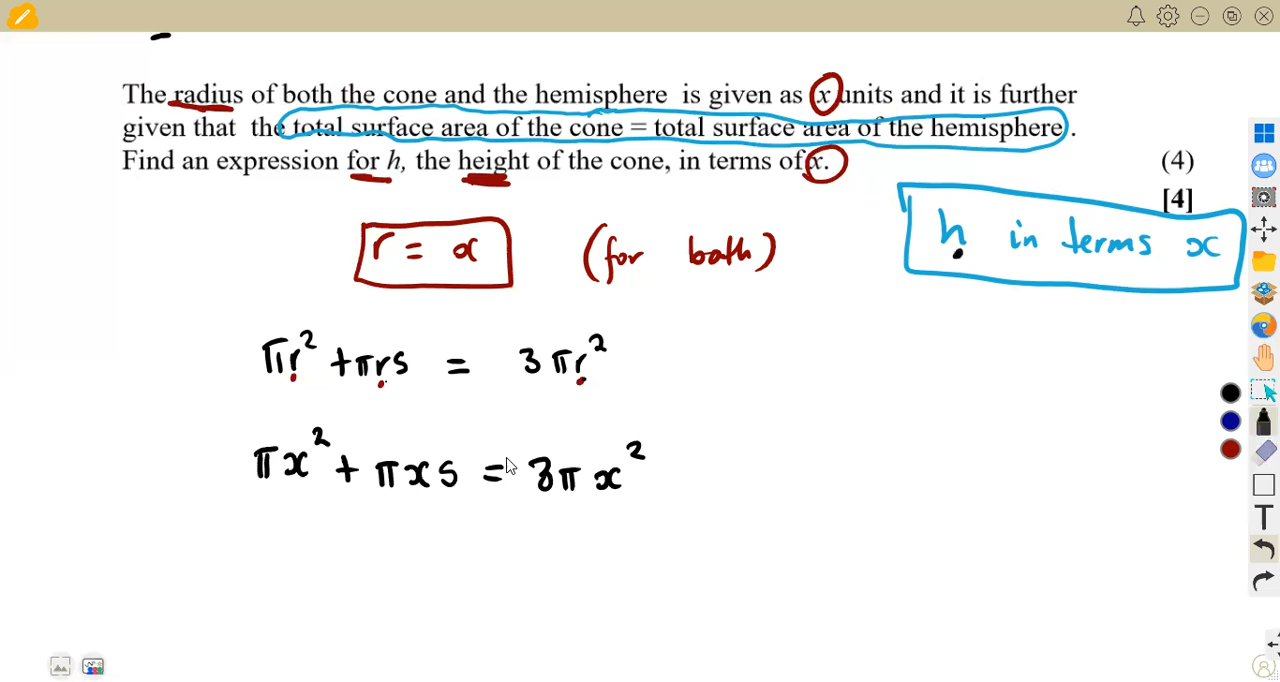 The radius of both the cone and the hemisphere is given as x units and it is further
given that the total surface area of the cone = total surface area of the hemisphere.
Find an expression for h, the height of the cone, in terms of x. (4)
[4]
r = x (for both)
h in terms x
πr² + πrs = 3πr²
πx² + πxs = 3πx²
T